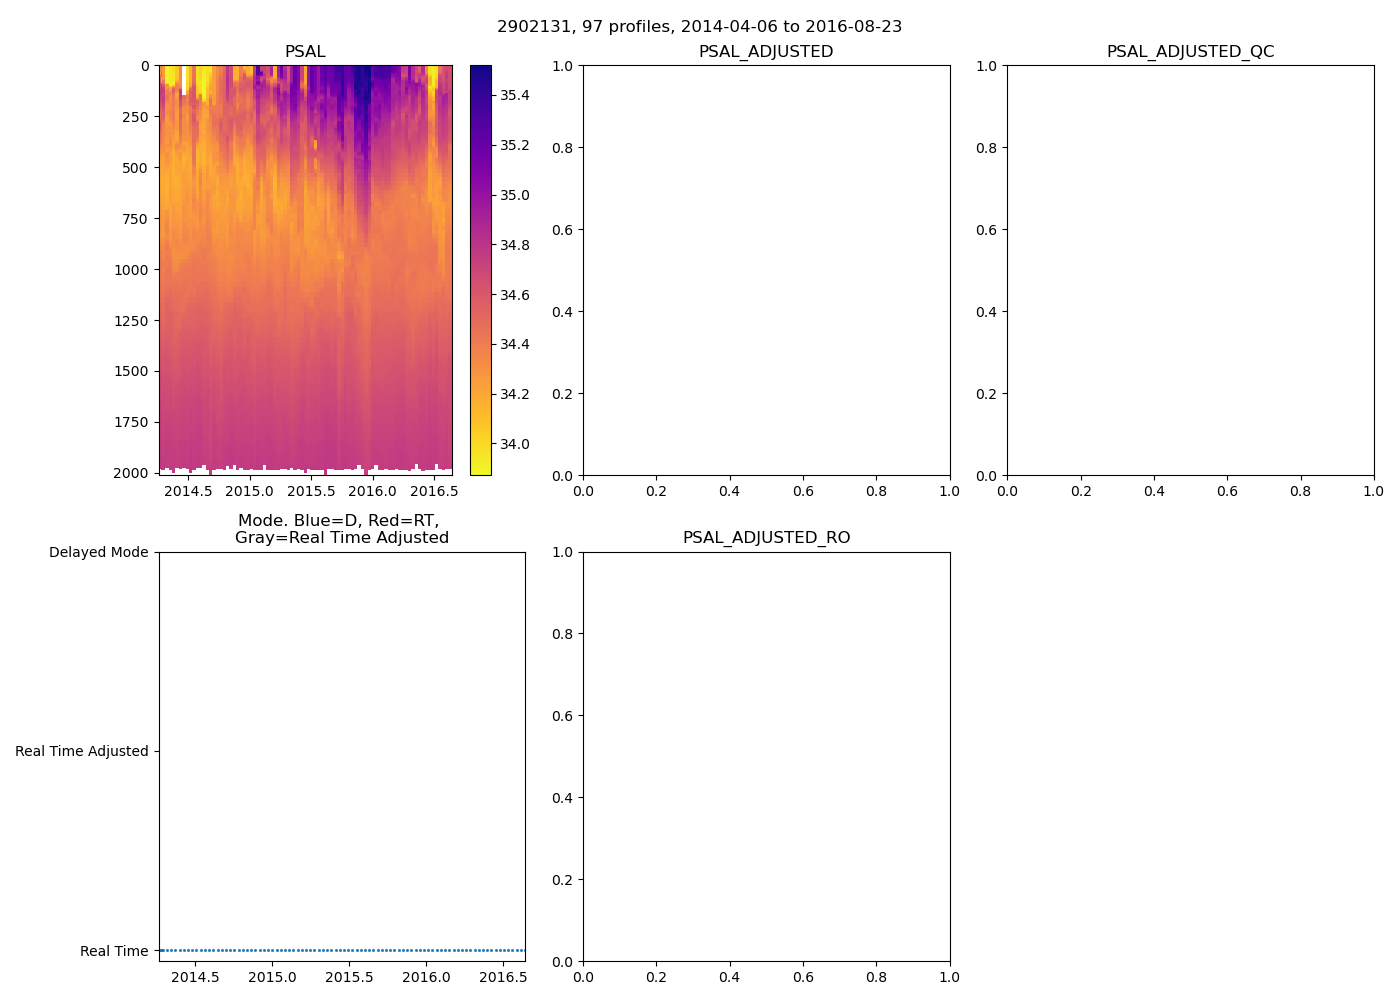 2902131, 97 profiles, 2014-04-06 to 2016-08-23
PSAL
0
250
500
750
1000
1250
1500
1750
2000
2014.5 2015.0 2015.5 2016.0 2016.5
35.4
35.2
35.0
34.8
34.6
34.4
34.2
34.0
PSAL_ADJUSTED
1.0
0.8
0.6
0.4
0.2
0.0
0.0 0.2 0.4 0.6 0.8 1.0
PSAL_ADJUSTED_QC
1.0
0.8
0.6
0.4
0.2
0.0
0.0 0.2 0.4 0.6 0.8 1.0
Mode. Blue=D, Red=RT,
Gray=Real Time Adjusted
Delayed Mode
Real Time Adjusted
Real Time
2014.5 2015.0 2015.5 2016.0 2016.5
PSAL_ADJUSTED_RO
1.0
0.8
0.6
0.4
0.2
0.0
0.0 0.2 0.4 0.6 0.8 1.0